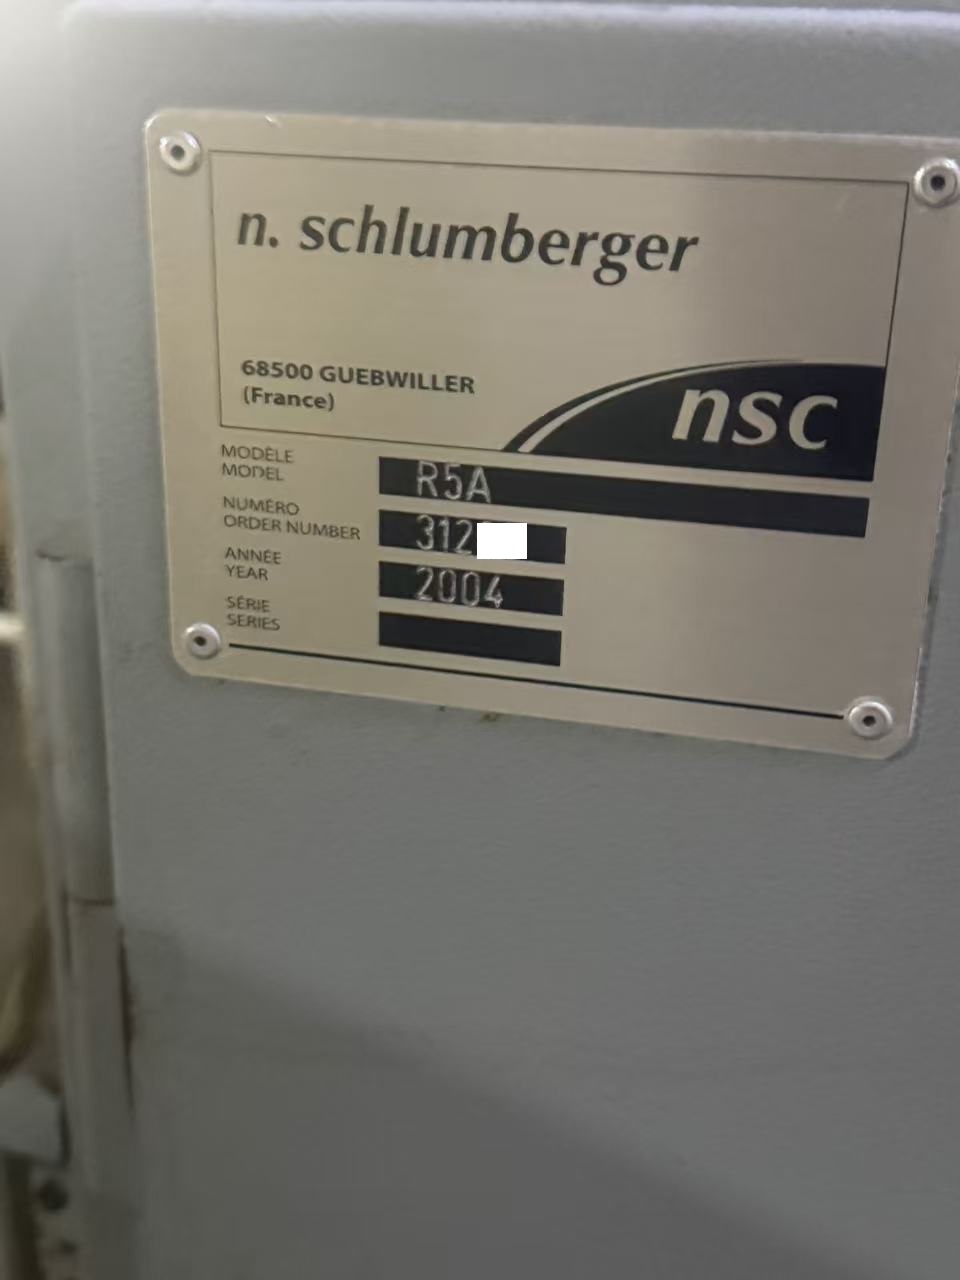 n. schlumberger
68500 GUEBWILLER
(France)
nsc
MODÈLE
MODEL
R5A
NUMÉRO
ORDER NUMBER
312
ANNÉE
YEAR
2004
SÉRIE
SERIES